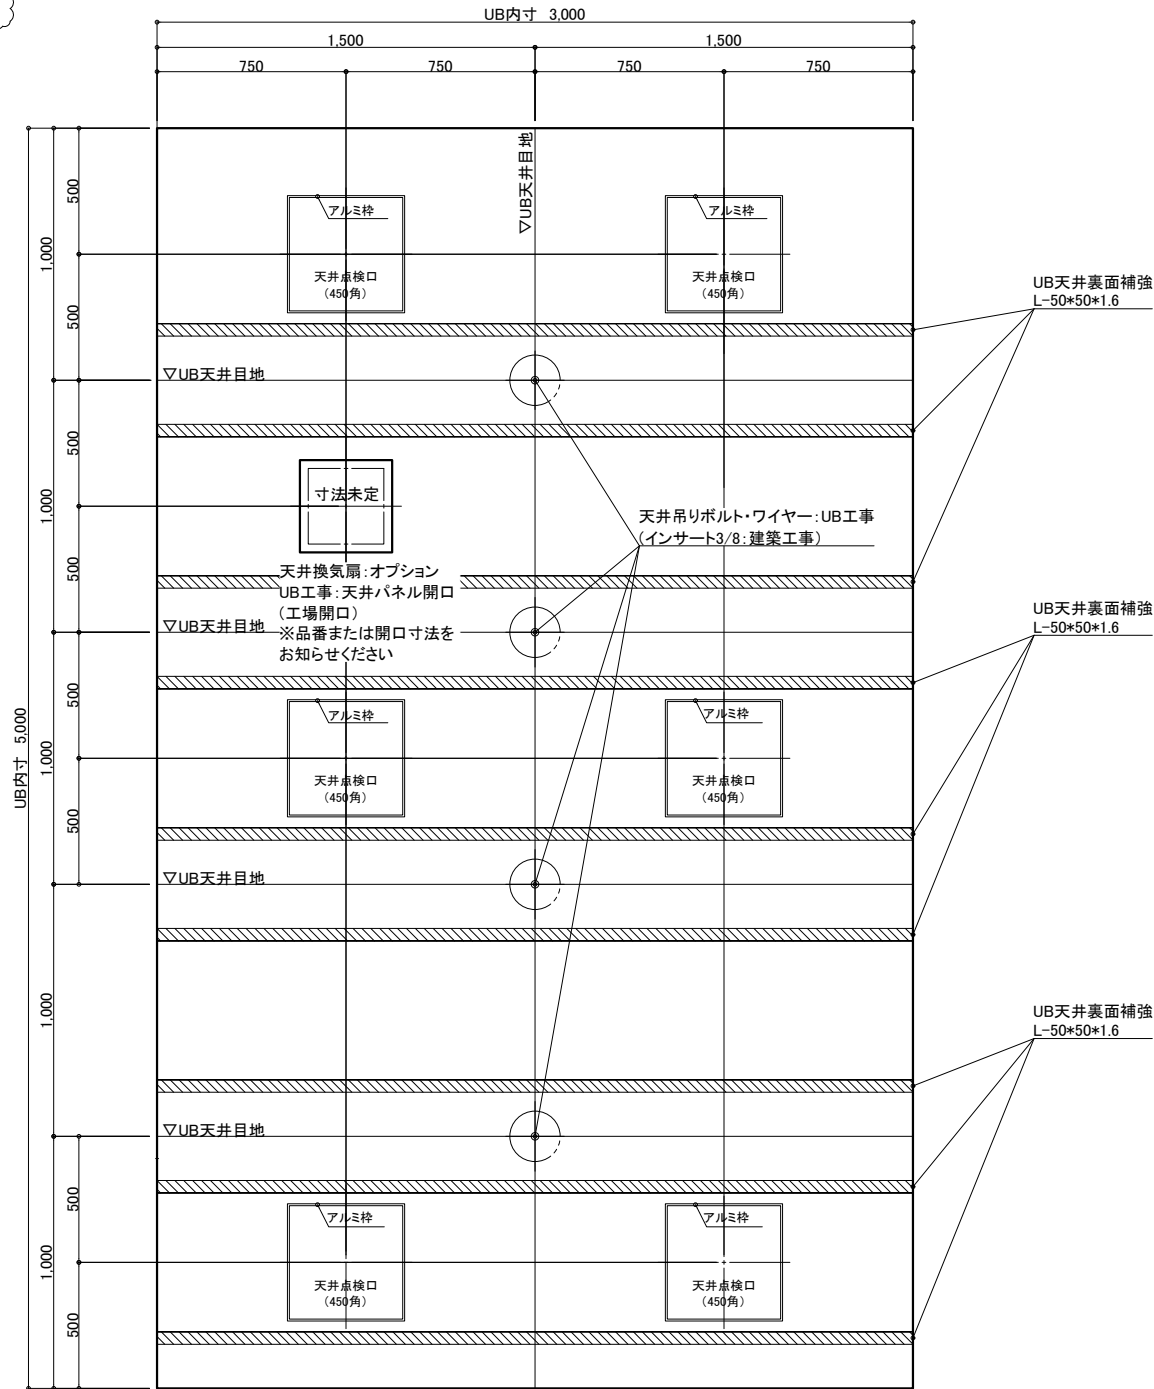 UB内寸 3,000
1,500
1,500
750
750
750
750
UB内寸 5,000
1,000
1,000
1,000
1,000
1,000
500
500
500
500
500
500
500
500
▽UB天井目地
アルミ枠
天井点検口
(450角)
アルミ枠
天井点検口
(450角)
UB天井裏面補強
L-50*50*1.6
▽UB天井目地
寸法未定
天井吊りボルト・ワイヤー:UB工事
(インサート3/8:建築工事)
天井換気扇:オプション
UB工事:天井パネル開口
(工場開口)
※品番または開口寸法を
お知らせください
▽UB天井目地
UB天井裏面補強
L-50*50*1.6
アルミ枠
天井点検口
(450角)
アルミ枠
天井点検口
(450角)
▽UB天井目地
UB天井裏面補強
L-50*50*1.6
▽UB天井目地
アルミ枠
天井点検口
(450角)
アルミ枠
天井点検口
(450角)